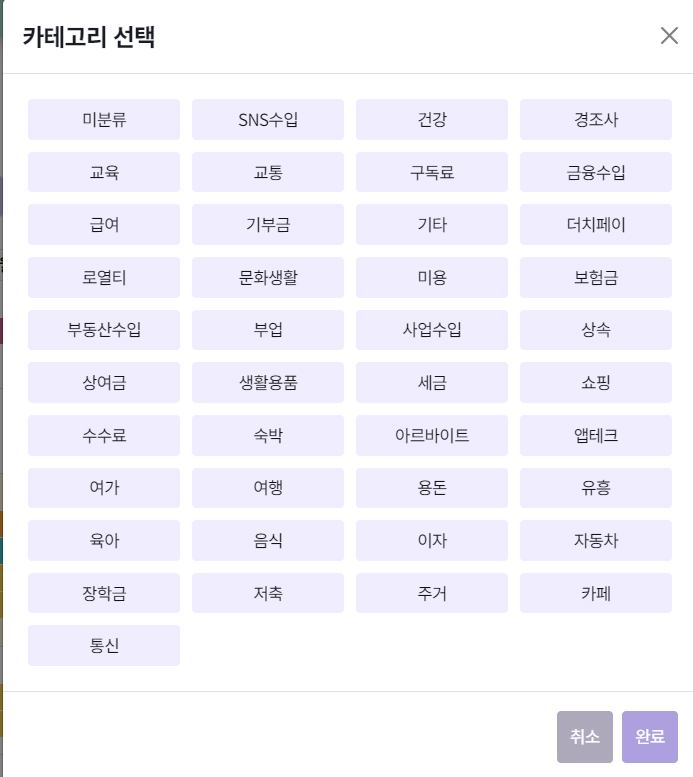 카테고리 선택
미분류 SNS수입 건강 경조사
교육 교통 구독료 금융수입
급여 기부금 기타 더치페이
로열티 문화생활 미용 보험금
부동산수입 부업 사업수입 상속
상여금 생활용품 세금 쇼핑
수수료 숙박 아르바이트 앱테크
여가 여행 용돈 유흥
육아 음식 이자 자동차
장학금 저축 주거 카페
통신
취소 완료